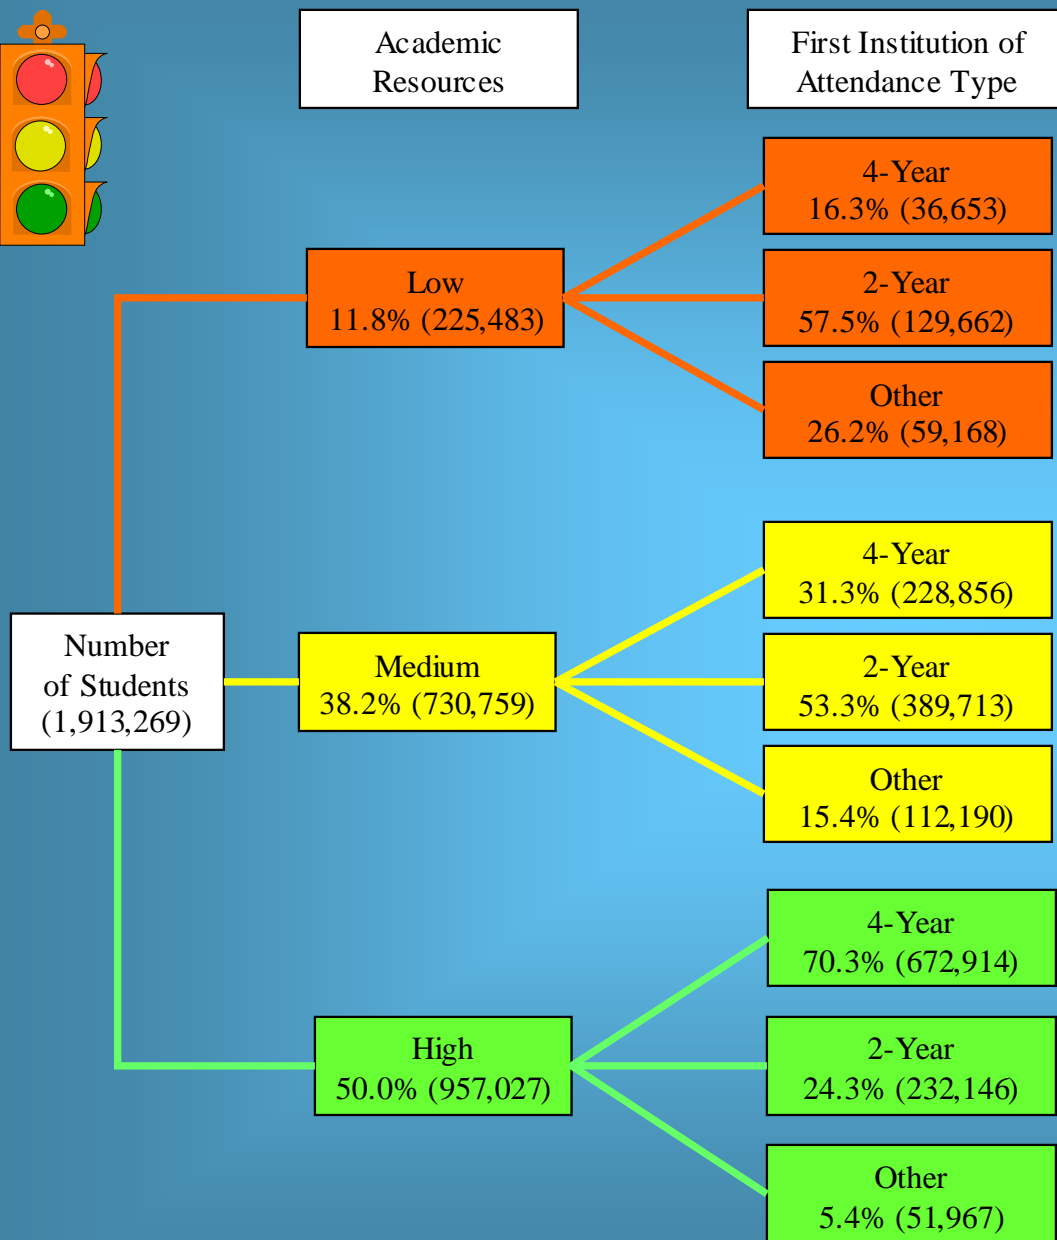 Academic
Resources
First Institution of
Attendance Type
4-Year
16.3% (36,653)
Low
11.8% (225,483)
2-Year
57.5% (129,662)
Other
26.2% (59,168)
4-Year
31.3% (228,856)
Number
of Students
(1,913,269)
Medium
38.2% (730,759)
2-Year
53.3% (389,713)
Other
15.4% (112,190)
4-Year
70.3% (672,914)
High
50.0% (957,027)
2-Year
24.3% (232,146)
Other
5.4% (51,967)